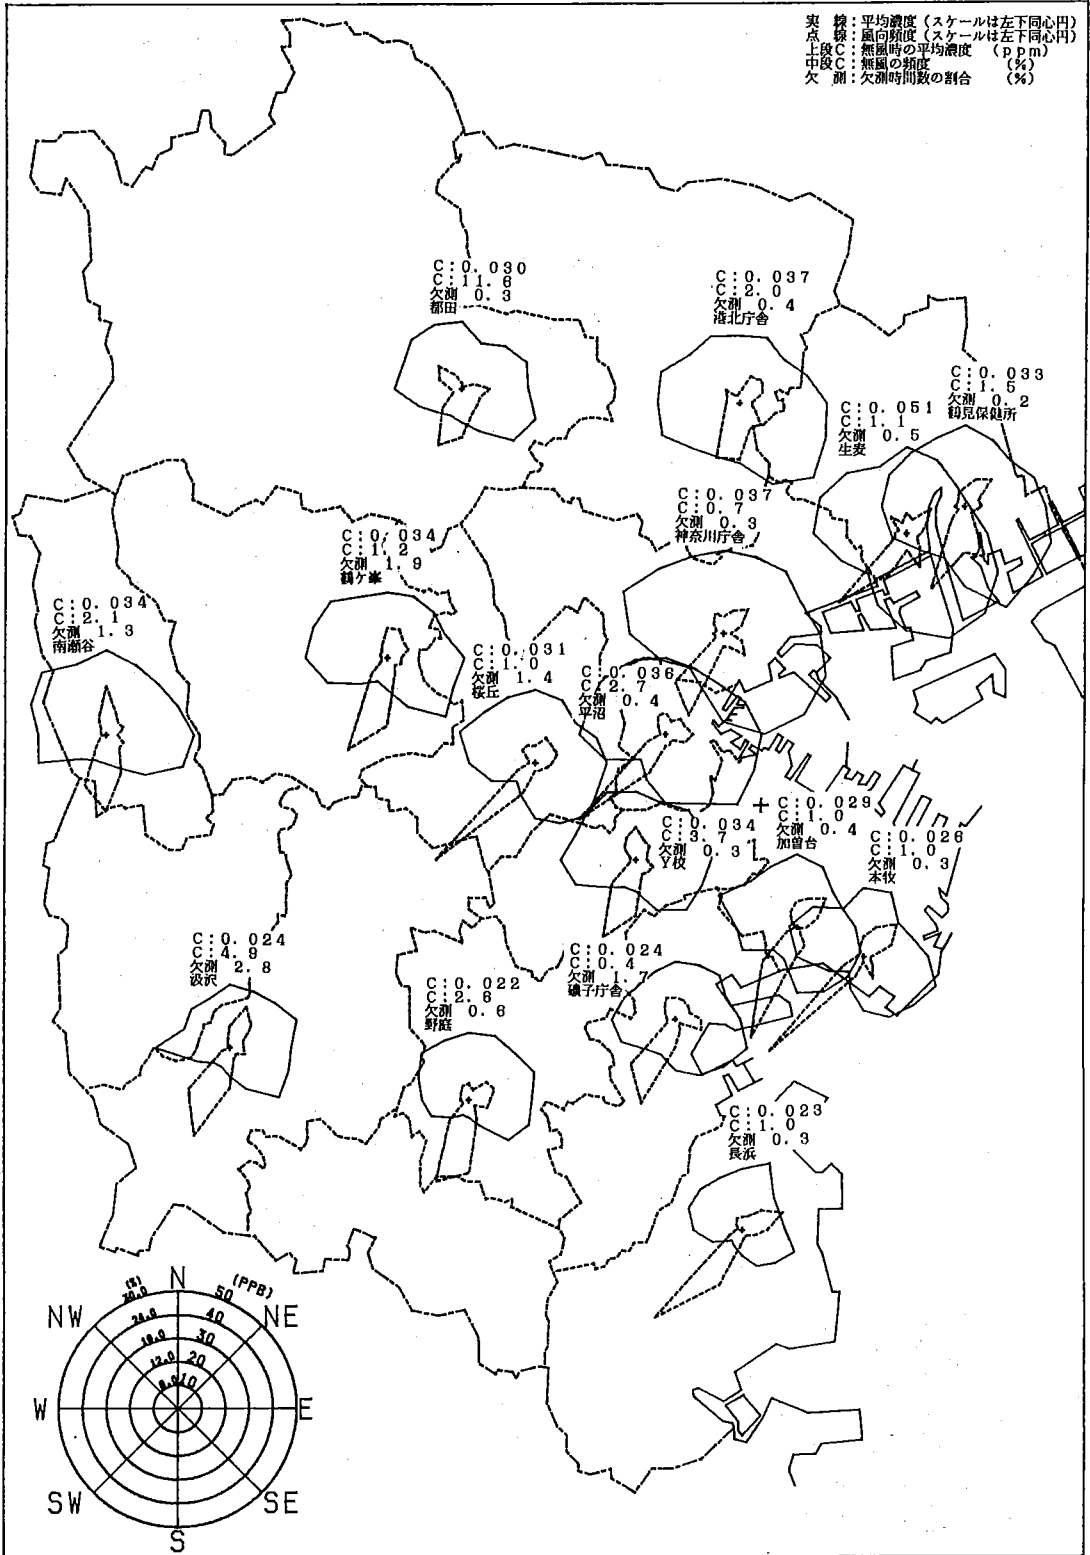 実　線：平均濃度（スケールは左下同心円）
点　線：風向頻度（スケールは左下同心円）
上段C：無風時の平均濃度　（ppm）
中段C：無風の頻度　（%）
欠　測：欠測時間数の割合　（%）
C：0.030
C：11.6
欠測 0.3
都田
C：0.037
C：2.0
欠測 0.4
港北庁舎
C：0.033
C：1.5
欠測 0.2
鶴見保健所
C：0.051
C：1.1
欠測 0.5
生麦
C：0.037
C：0.7
欠測 0.3
神奈川庁舎
C：0.034
C：1.2
欠測 1.9
鶴ケ峯
C：0.034
C：2.1
欠測 1.3
南瀬谷
C：0.031
C：1.0
欠測 1.4
桜丘
C：0.036
C：2.7
欠測 0.4
平沼
C：0.034
C：3.7
欠測 0.3
Y校
C：0.029
C：1.0
欠測 0.4
加曽台
C：0.026
C：1.0
欠測 0.3
本牧
C：0.024
C：4.9
欠測 2.8
汲沢
C：0.022
C：2.6
欠測 0.6
野庭
C：0.024
C：0.4
欠測 1.7
磯子庁舎
C：0.023
C：1.0
欠測 0.3
長浜
N
(%)
(PPB)
30.0
50
NW
NE
24.0
40
18.0
30
12.0
20
6.0
10
W
E
SW
SE
S